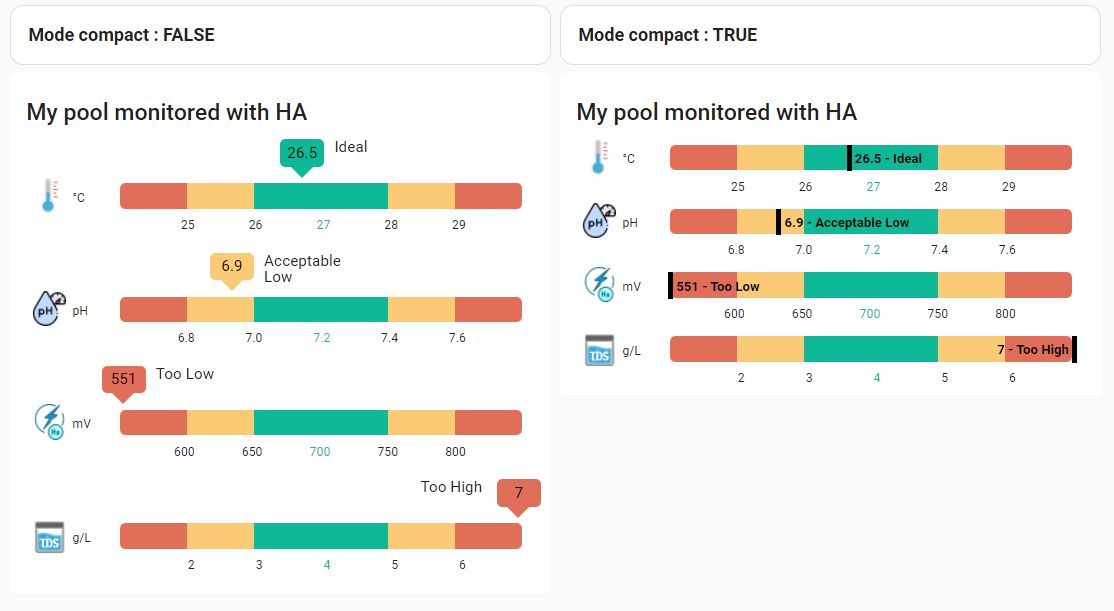 Mode compact : FALSE
My pool monitored with HA
26.5 Ideal
°C
25 26 27 28 29
6.9 Acceptable
Low
pH pH
6.8 7.0 7.2 7.4 7.6
551 Too Low
mV
600 650 700 750 800
Too High 7
TDS g/L
2 3 4 5 6
Mode compact : TRUE
My pool monitored with HA
°C 26.5 - Ideal
25 26 27 28 29
pH pH 6.9 - Acceptable Low
6.8 7.0 7.2 7.4 7.6
mV 551 - Too Low
600 650 700 750 800
TDS g/L 7 - Too High
2 3 4 5 6